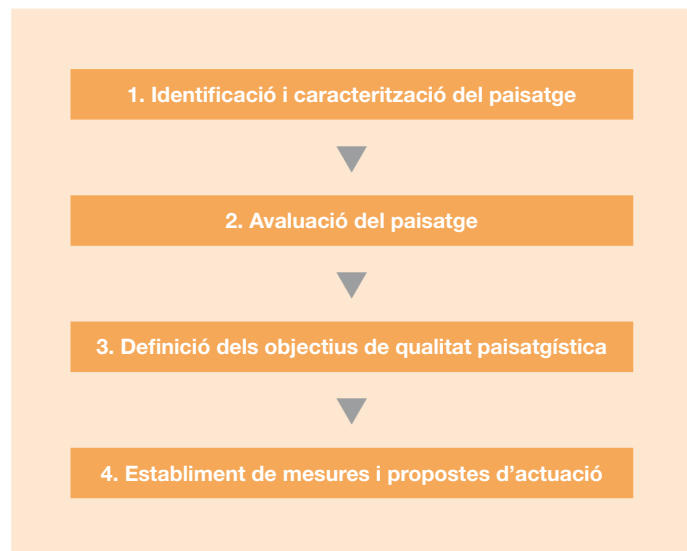 1. Identificació i caracterització del paisatge
2. Avaluació del paisatge
3. Definició dels objectius de qualitat paisatgística
4. Establiment de mesures i propostes d’actuació